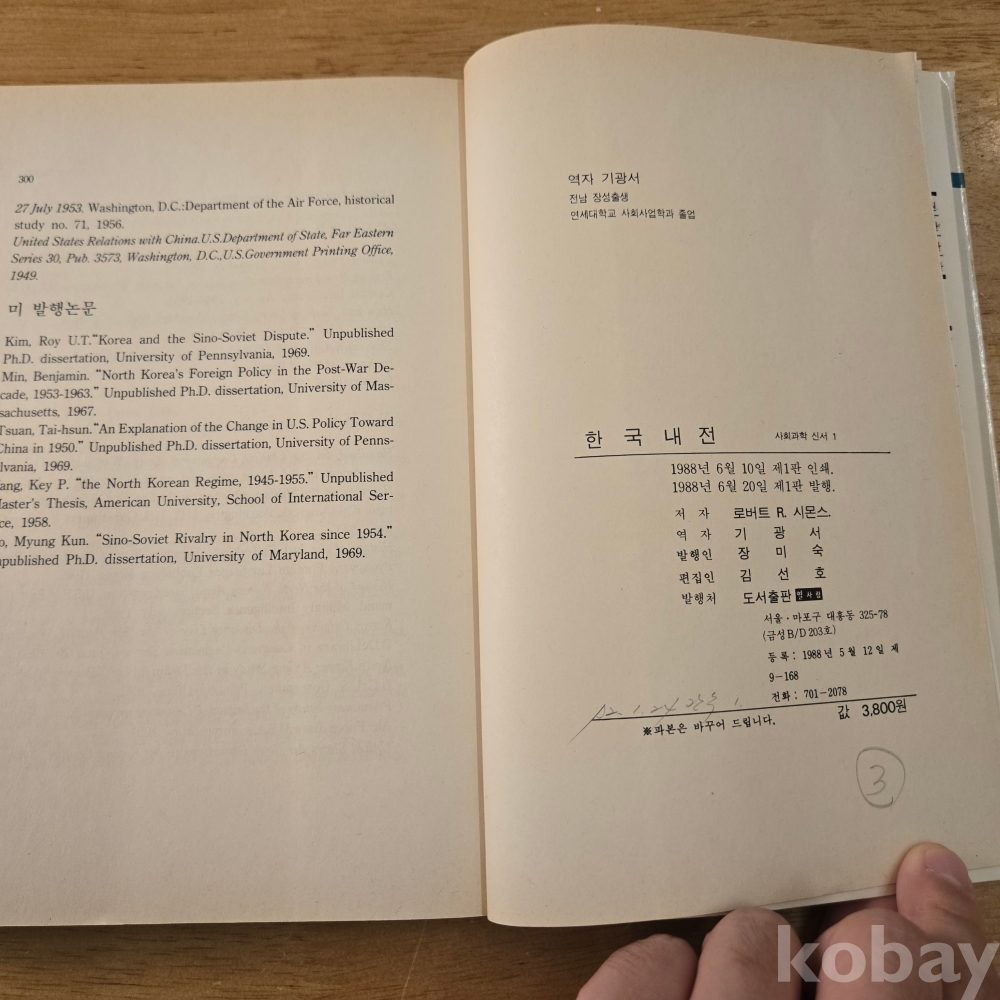 300
27 July 1953. Washington, D.C.:Department of the Air Force, historical
study no. 71, 1956.
United States Relations with China.U.S.Department of State, Far Eastern
Series 30, Pub. 3573, Washington, D.C.,U.S.Government Printing Office,
1949.
미 발행논문
Kim, Roy U.T."Korea and the Sino-Soviet Dispute." Unpublished
Ph.D. dissertation, University of Pennsylvania, 1969.
Min, Benjamin. "North Korea's Foreign Policy in the Post-War De-
cade, 1953-1963." Unpublished Ph.D. dissertation, University of Mas-
sachusetts, 1967.
Tsuan, Tai-hsun."An Explanation of the Change in U.S. Policy Toward
China in 1950." Unpublished Ph.D. dissertation, University of Penns-
lvania, 1969.
ang, Key P. "the North Korean Regime, 1945-1955." Unpublished
Master's Thesis, American University, School of International Ser-
ce, 1958.
o, Myung Kun. "Sino-Soviet Rivalry in North Korea since 1954."
npublished Ph.D. dissertation, University of Maryland, 1969.
역자 기광서
전남 장성출생
연세대학교 사회사업학과 졸업
한국내전 사회과학 신서 1
1988년 6월 10일 제1판 인쇄.
1988년 6월 20일 제1판 발행.
저 자 로버트 R. 시몬스.
역 자 기 광 서
발행인 장 미 숙
편집인 김 선 호
발행처 도서출판
서울·마포구 대흥동 325-78
(금성B/D 203호)
등록: 1988년 5월 12일 제
9-168
전화: 701-2078
값 3,800원
※파본은 바꾸어 드립니다.
3
kobay